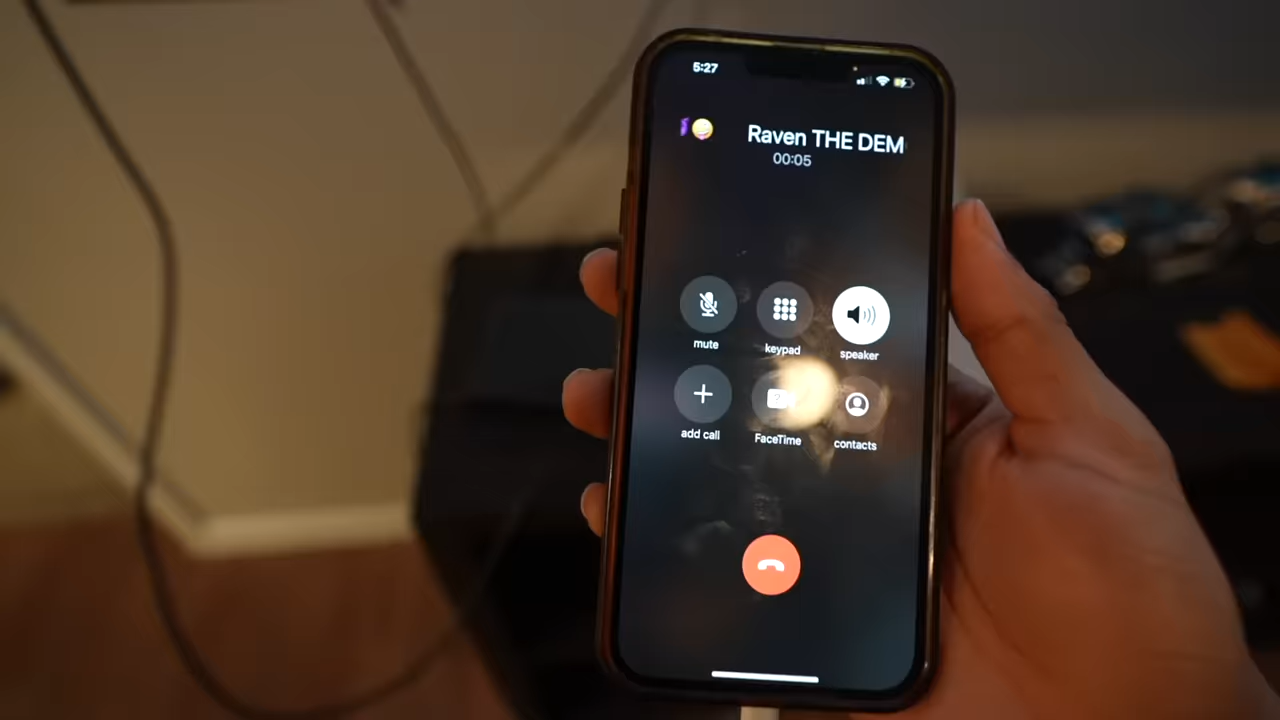 5:27
Raven THE DEM
00:05
mute
keypad
speaker
add call
FaceTime
contacts